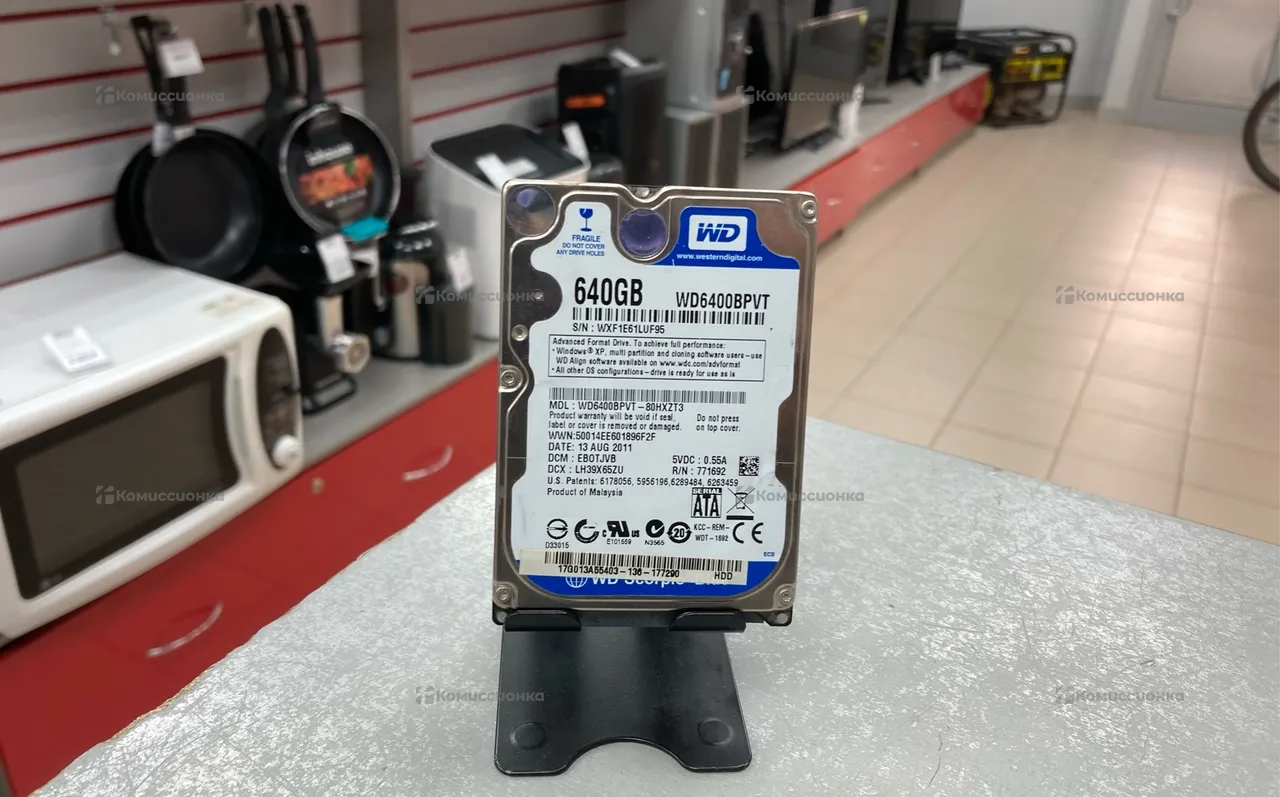 Комиссионка
Комиссионка
FRAGILE
DO NOT COVER
ANY DRIVE HOLES
WD
www.westerndigital.com
640GB
WD6400BPVT
S/N : WXF1E61LUF95
Комиссионка
Комиссионка
Advanced Format Drive. To achieve full performance:
• Windows® XP, multi partition and cloning software users – use
WD Align software available on www.wdc.com/advformat
• All other OS configurations – drive is ready for use as is
MDL : WD6400BPVT – 80HXZT3
Product warranty will be void if seal,
label or cover is removed or damaged.
Do not press
on top cover.
WWN:50014EE601896F2F
DATE: 13 AUG 2011
DCM : EBOTJVB
5VDC : 0.55A
DCX : LH39X65ZU
R/N : 771692
U.S. Patents: 6178056, 5956196,6289484, 6263459
Product of Malaysia
SERIAL
ATA
Комиссионка
Комиссионка
c RU us
E101559
D33015
N3565
20
KCC–REM–
WDT–1692
CE
ECS
17G013A55403 – 136 – 177290
HDD
WD Scorpio Blue
Комиссионка
Комиссионка